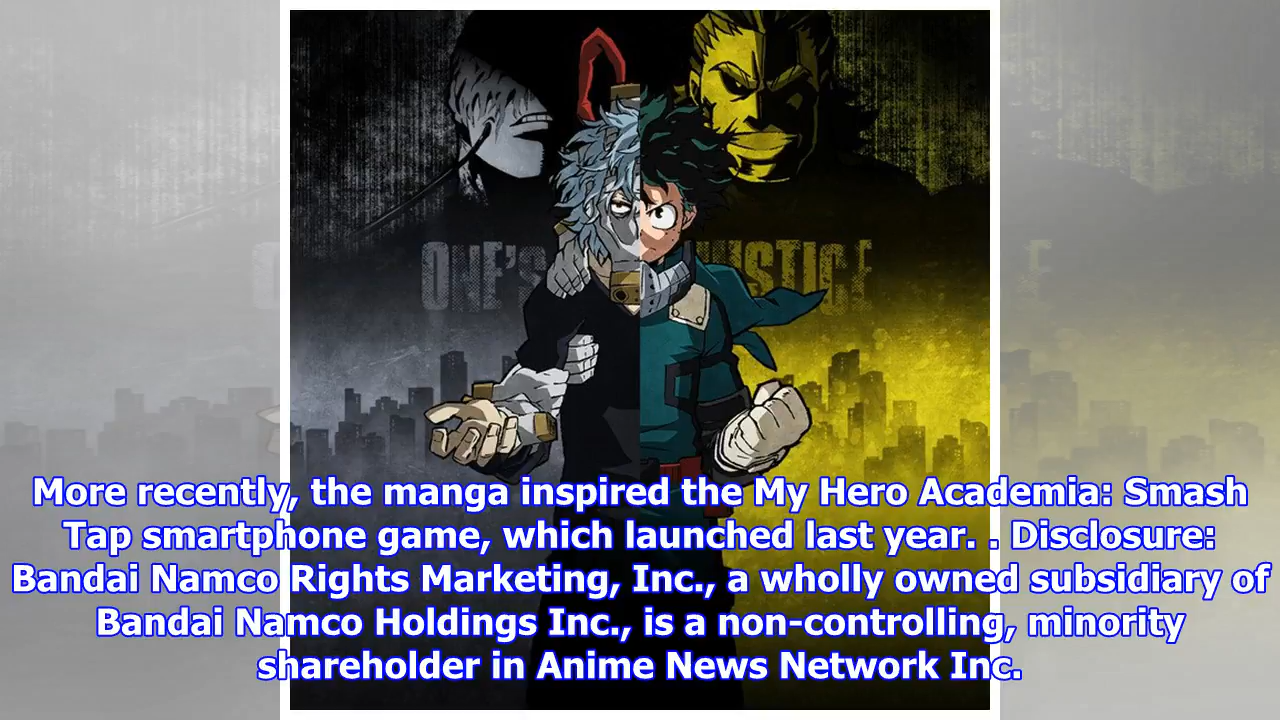 ONE'S JUSTICE
More recently, the manga inspired the My Hero Academia: Smash
Tap smartphone game, which launched last year. . Disclosure:
Bandai Namco Rights Marketing, Inc., a wholly owned subsidiary of
Bandai Namco Holdings Inc., is a non-controlling, minority
shareholder in Anime News Network Inc.